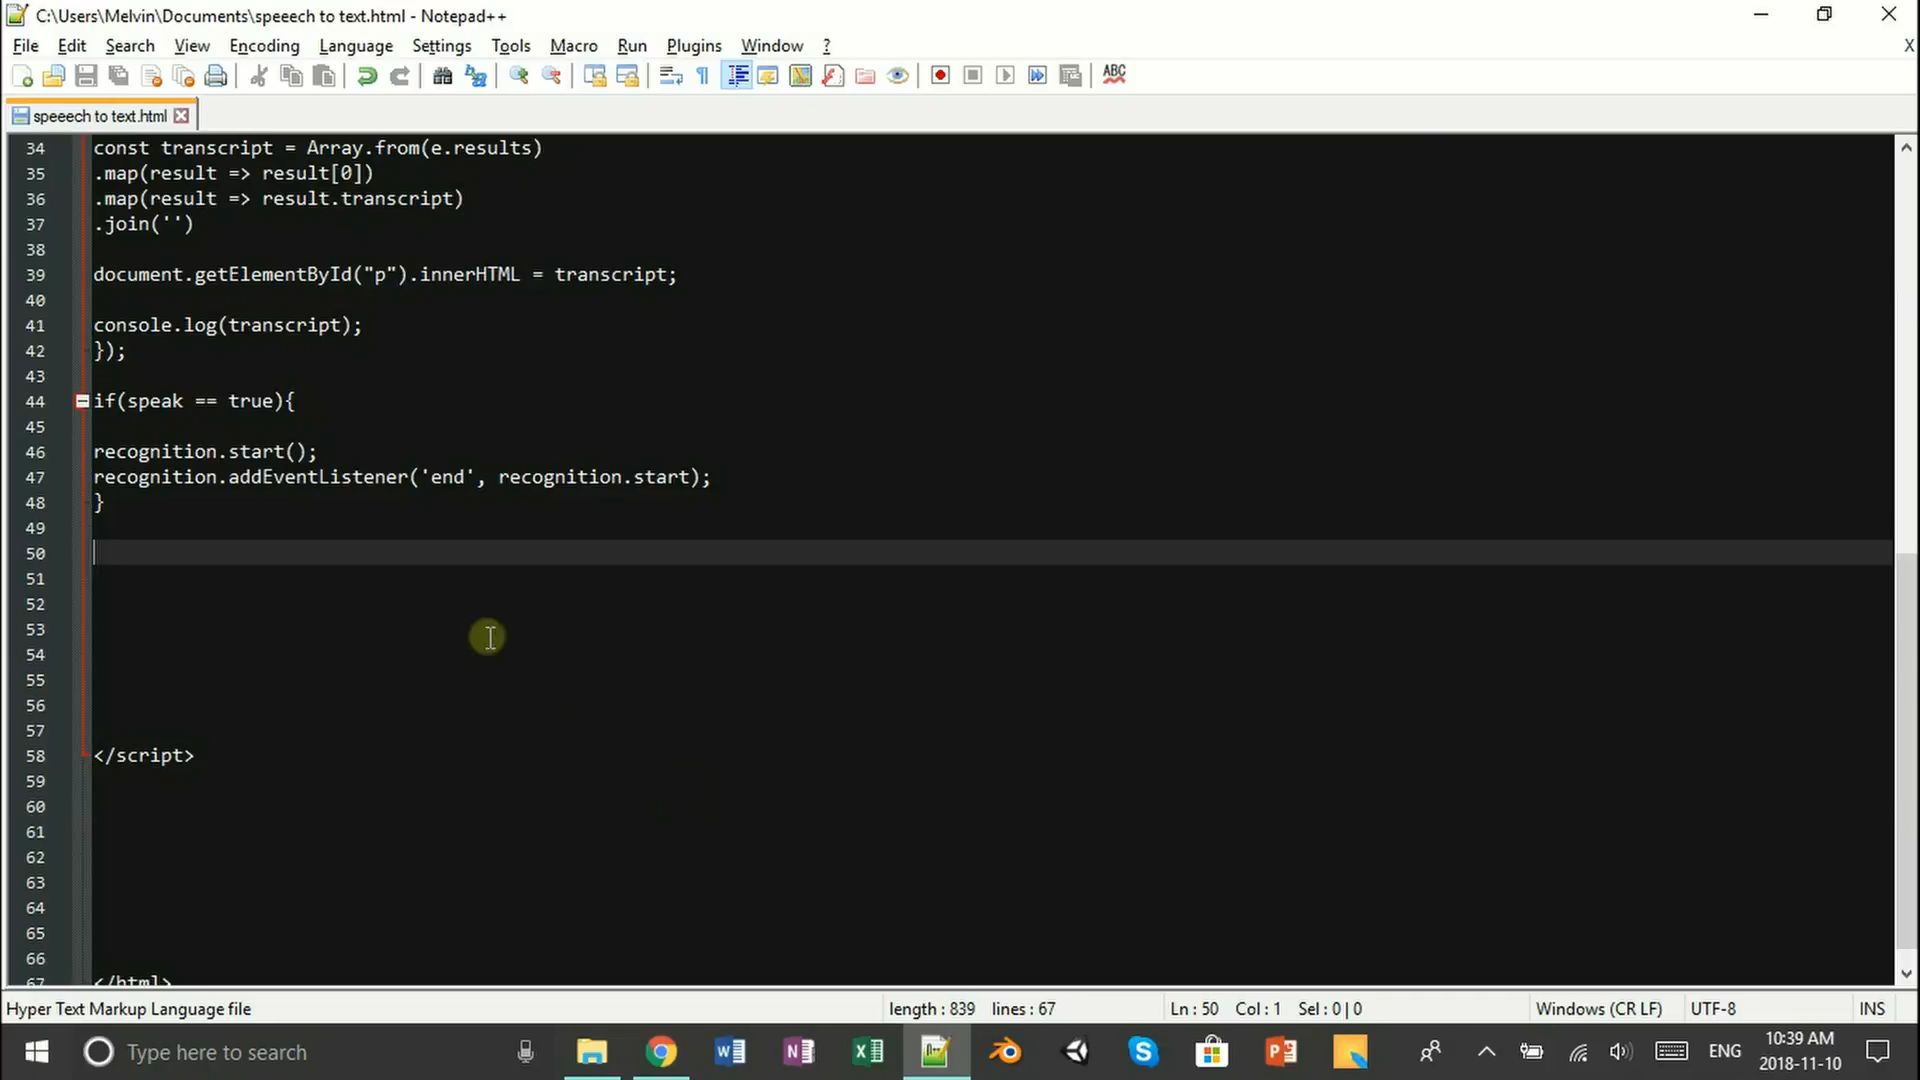 C:\Users\Melvin\Documents\speeech to text.html - Notepad++
File Edit Search View Encoding Language Settings Tools Macro Run Plugins Window ? X
ABC
speeech to text.html
34 const transcript = Array.from(e.results)
35 .map(result => result[0])
36 .map(result => result.transcript)
37 .join('')
38
39 document.getElementById("p").innerHTML = transcript;
40
41 console.log(transcript);
42 });
43
44 if(speak == true){
45
46 recognition.start();
47 recognition.addEventListener('end', recognition.start);
48 }
49
50
51
52
53
54
55
56
57
58 </script>
59
60
61
62
63
64
65
66
67 </html>
Hyper Text Markup Language file length : 839 lines : 67 Ln : 50 Col : 1 Sel : 0 | 0 Windows (CR LF) UTF-8 INS
Type here to search ENG 10:39 AM
2018-11-10